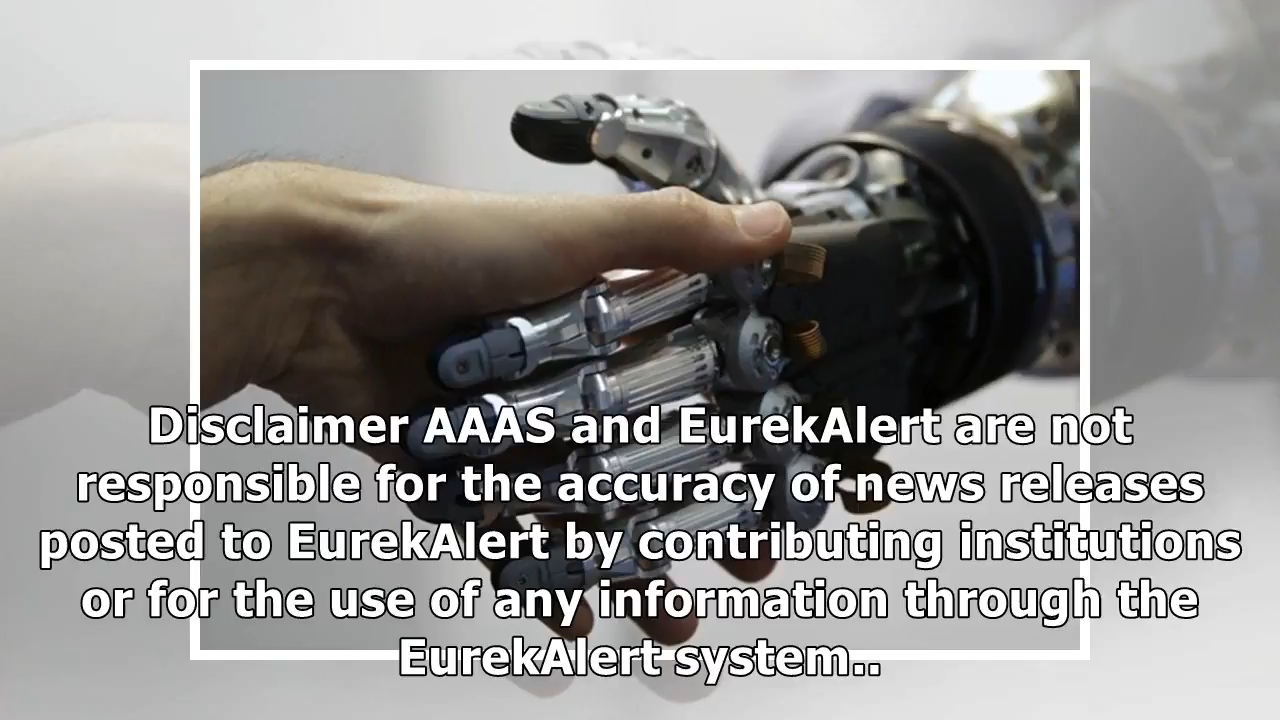 Disclaimer AAAS and EurekAlert are not
responsible for the accuracy of news releases
posted to EurekAlert by contributing institutions
or for the use of any information through the
EurekAlert system..